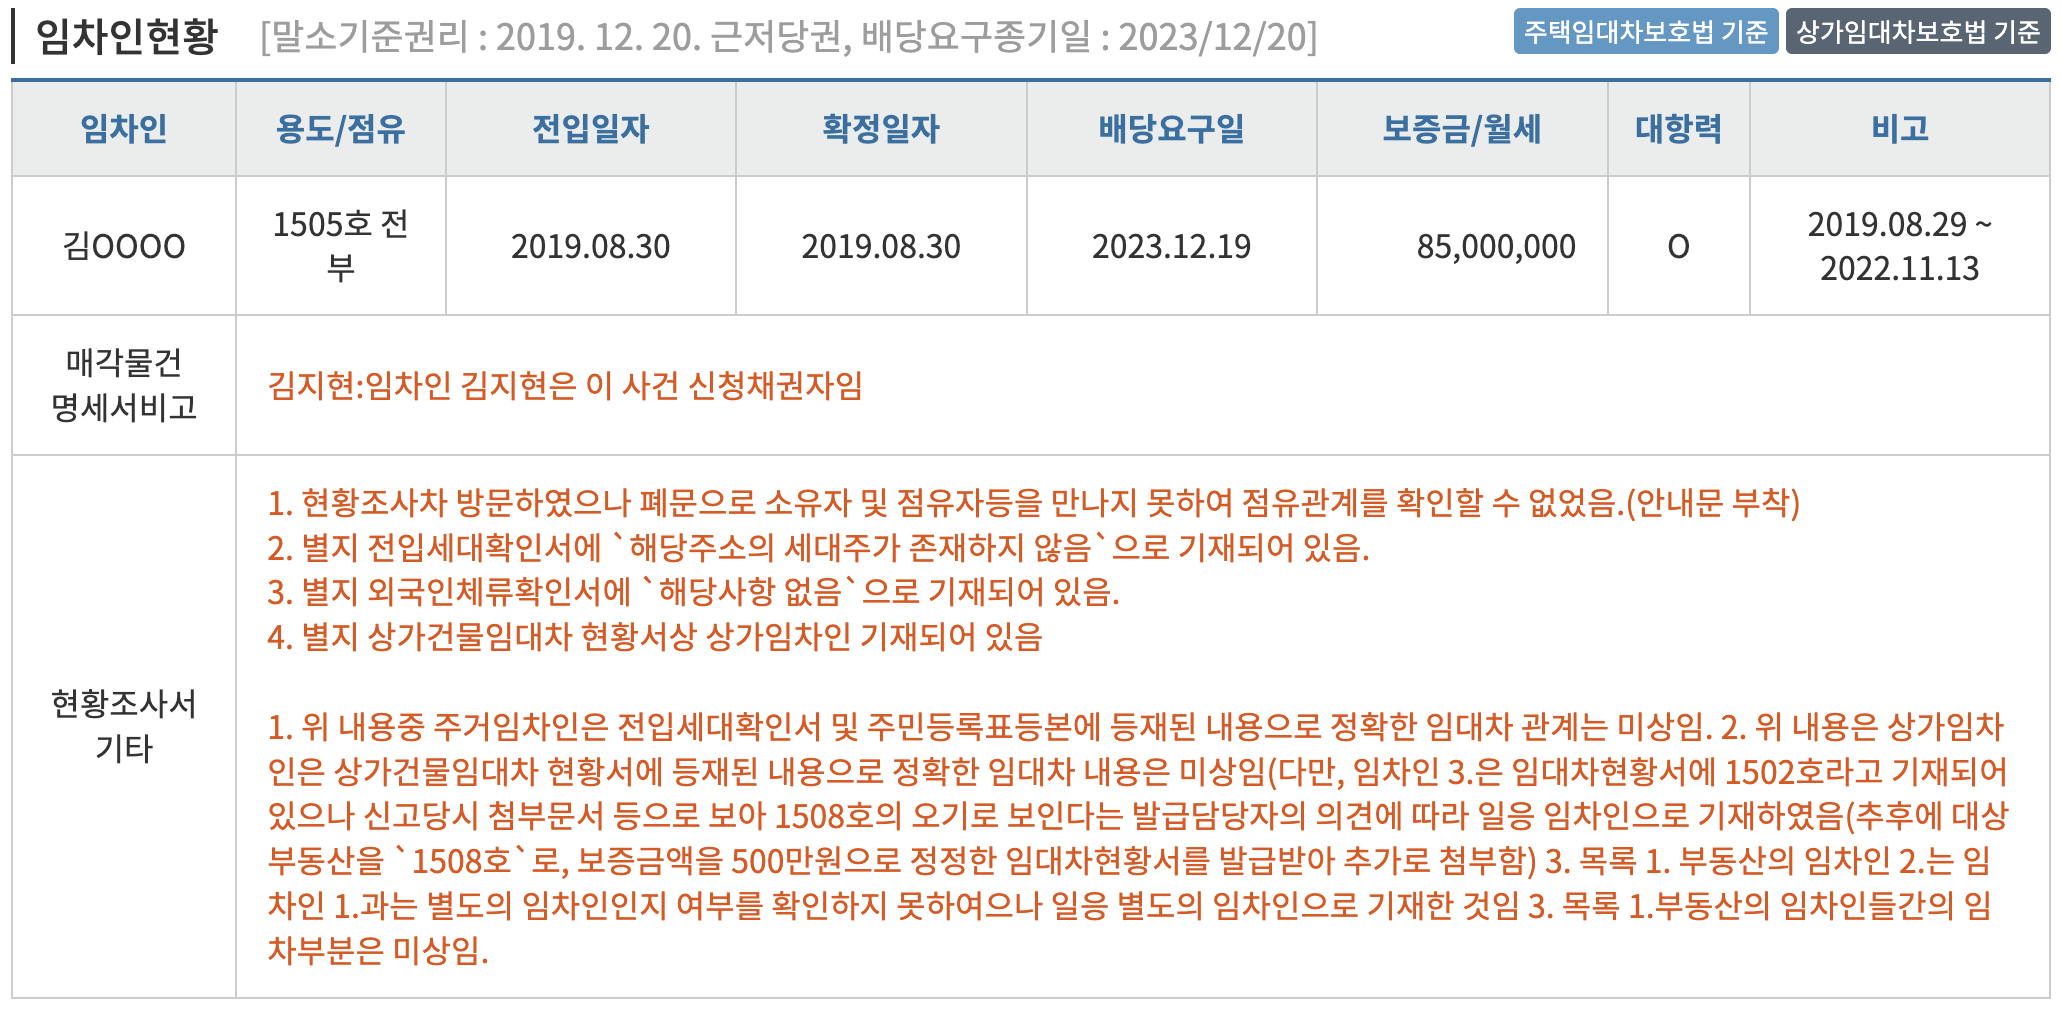 임차인현황 [말소기준권리 : 2019. 12. 20. 근저당권, 배당요구종기일 : 2023/12/20] 주택임대차보호법 기준 상가임대차보호법 기준
임차인 용도/점유 전입일자 확정일자 배당요구일 보증금/월세 대항력 비고
김OOOO 1505호 전부 2019.08.30 2019.08.30 2023.12.19 85,000,000 O 2019.08.29 ~ 2022.11.13
매각물건
명세서비고
김지현:임차인 김지현은 이 사건 신청채권자임
현황조사서
기타
1. 현황조사차 방문하였으나 폐문으로 소유자 및 점유자등을 만나지 못하여 점유관계를 확인할 수 없었음.(안내문 부착)
2. 별지 전입세대확인서에 `해당주소의 세대주가 존재하지 않음`으로 기재되어 있음.
3. 별지 외국인체류확인서에 `해당사항 없음`으로 기재되어 있음.
4. 별지 상가건물임대차 현황서상 상가임차인 기재되어 있음
1. 위 내용중 주거임차인은 전입세대확인서 및 주민등록표등본에 등재된 내용으로 정확한 임대차 관계는 미상임. 2. 위 내용은 상가임차
인은 상가건물임대차 현황서에 등재된 내용으로 정확한 임대차 내용은 미상임(다만, 임차인 3.은 임대차현황서에 1502호라고 기재되어
있으나 신고당시 첨부문서 등으로 보아 1508호의 오기로 보인다는 발급담당자의 의견에 따라 일응 임차인으로 기재하였음(추후에 대상
부동산을 `1508호`로, 보증금액을 500만원으로 정정한 임대차현황서를 발급받아 추가로 첨부함) 3. 목록 1. 부동산의 임차인 2.는 임
차인 1.과는 별도의 임차인인지 여부를 확인하지 못하여으나 일응 별도의 임차인으로 기재한 것임 3. 목록 1.부동산의 임차인들간의 임
차부분은 미상임.